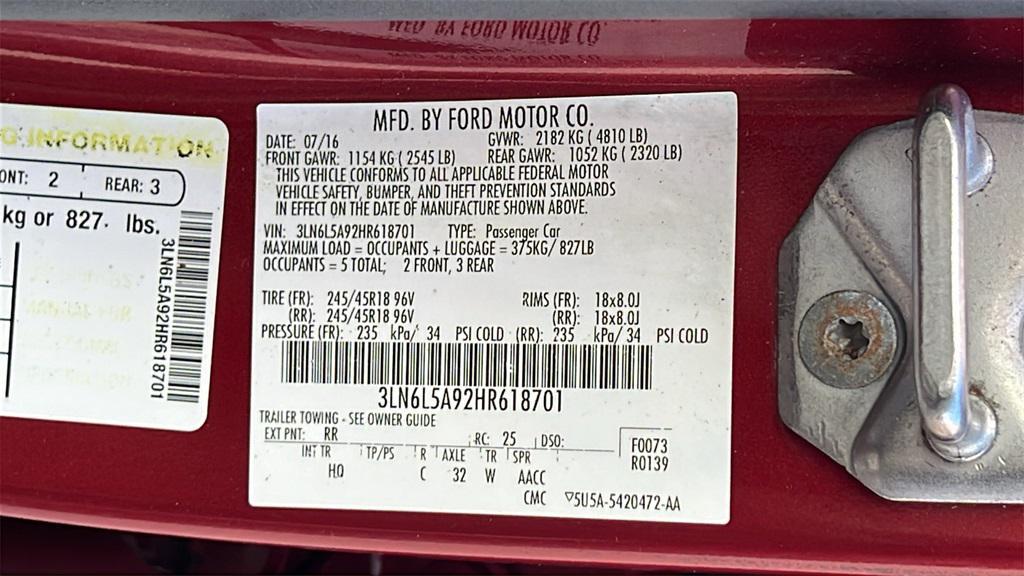 MFD. BY FORD MOTOR CO.
G INFORMATION
ONT: 2 REAR: 3
kg or 827. lbs.
3LN6L5A92HR618701
MFD. BY FORD MOTOR CO.
DATE: 07/16 GVWR: 2182 KG ( 4810 LB)
FRONT GAWR: 1154 KG ( 2545 LB) REAR GAWR: 1052 KG ( 2320 LB)
THIS VEHICLE CONFORMS TO ALL APPLICABLE FEDERAL MOTOR
VEHICLE SAFETY, BUMPER, AND THEFT PREVENTION STANDARDS
IN EFFECT ON THE DATE OF MANUFACTURE SHOWN ABOVE.
VIN: 3LN6L5A92HR618701 TYPE: Passenger Car
MAXIMUM LOAD = OCCUPANTS + LUGGAGE = 375KG/ 827LB
OCCUPANTS = 5 TOTAL; 2 FRONT, 3 REAR
TIRE (FR): 245/45R18 96V RIMS (FR): 18x8.0J
(RR): 245/45R18 96V (RR): 18x8.0J
PRESSURE (FR): 235 kPa/ 34 PSI COLD (RR): 235 kPa/ 34 PSI COLD
3LN6L5A92HR618701
TRAILER TOWING - SEE OWNER GUIDE
EXT PNT: RR RC: 25 DSO: F0073
INT TR TP/PS R AXLE TR SPR R0139
HQ C 32 W AACC
CMC ▽5U5A-5420472-AA